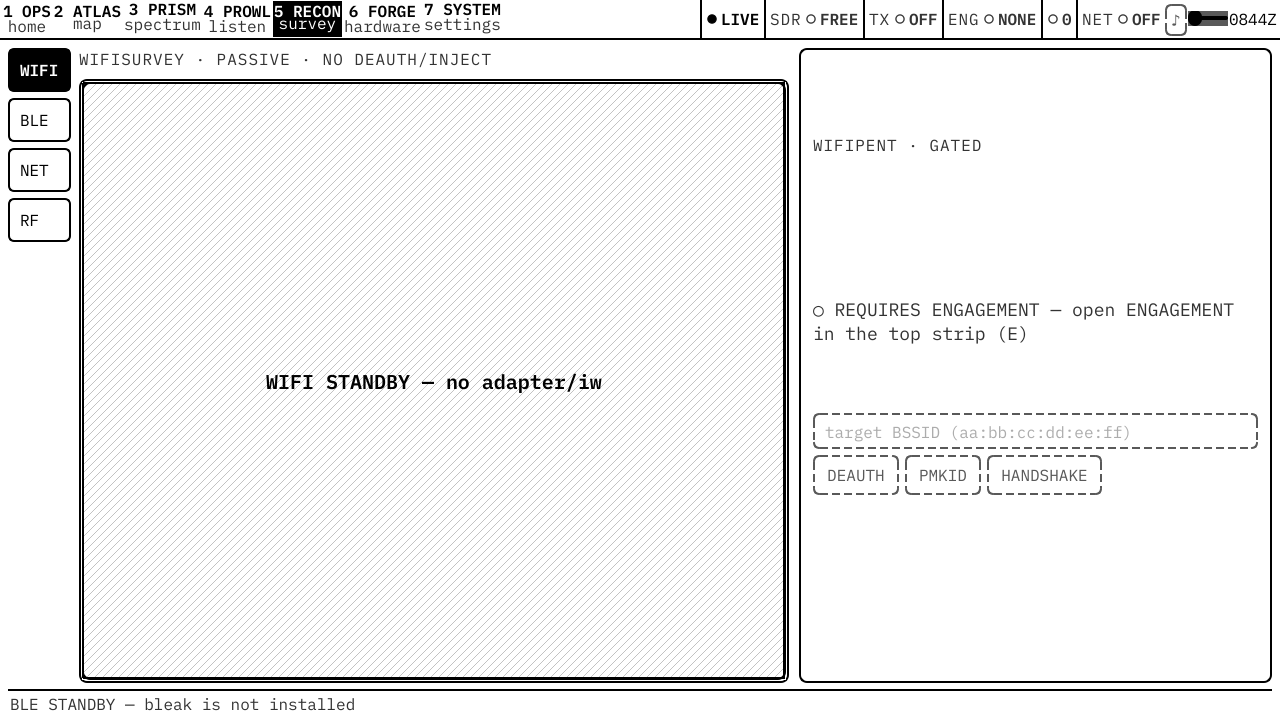 1 OPS 2 ATLAS 3 PRISM 4 PROWL 5 RECON 6 FORGE 7 SYSTEM
home map spectrum listen survey hardware settings
● LIVE SDR ○ FREE TX ○ OFF ENG ○ NONE ○ 0 NET ○ OFF ♪ 0844Z
WIFI
BLE
NET
RF
WIFISURVEY · PASSIVE · NO DEAUTH/INJECT
WIFI STANDBY — no adapter/iw
WIFIPENT · GATED
○ REQUIRES ENGAGEMENT — open ENGAGEMENT
in the top strip (E)
target BSSID (aa:bb:cc:dd:ee:ff)
DEAUTH PMKID HANDSHAKE
BLE STANDBY — bleak is not installed